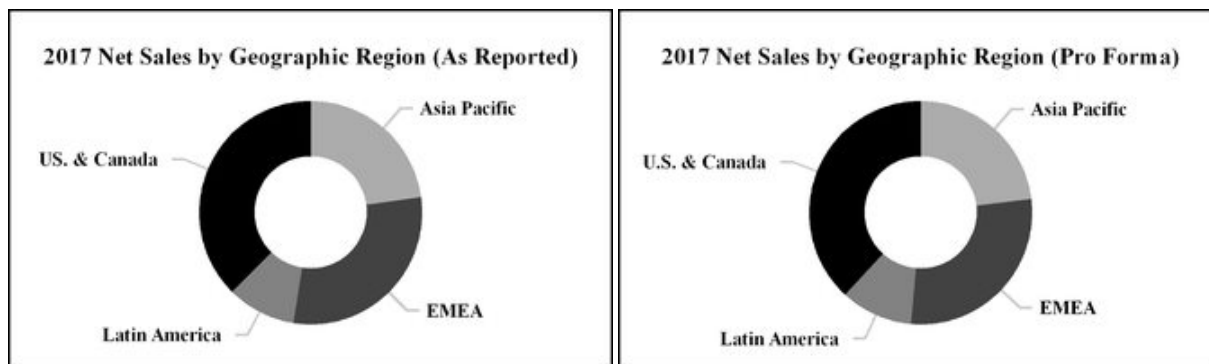 2017 Net Sales by Geographic Region (As Reported)
Asia Pacific
US. & Canada
EMEA
Latin America
2017 Net Sales by Geographic Region (Pro Forma)
Asia Pacific
U.S. & Canada
EMEA
Latin America